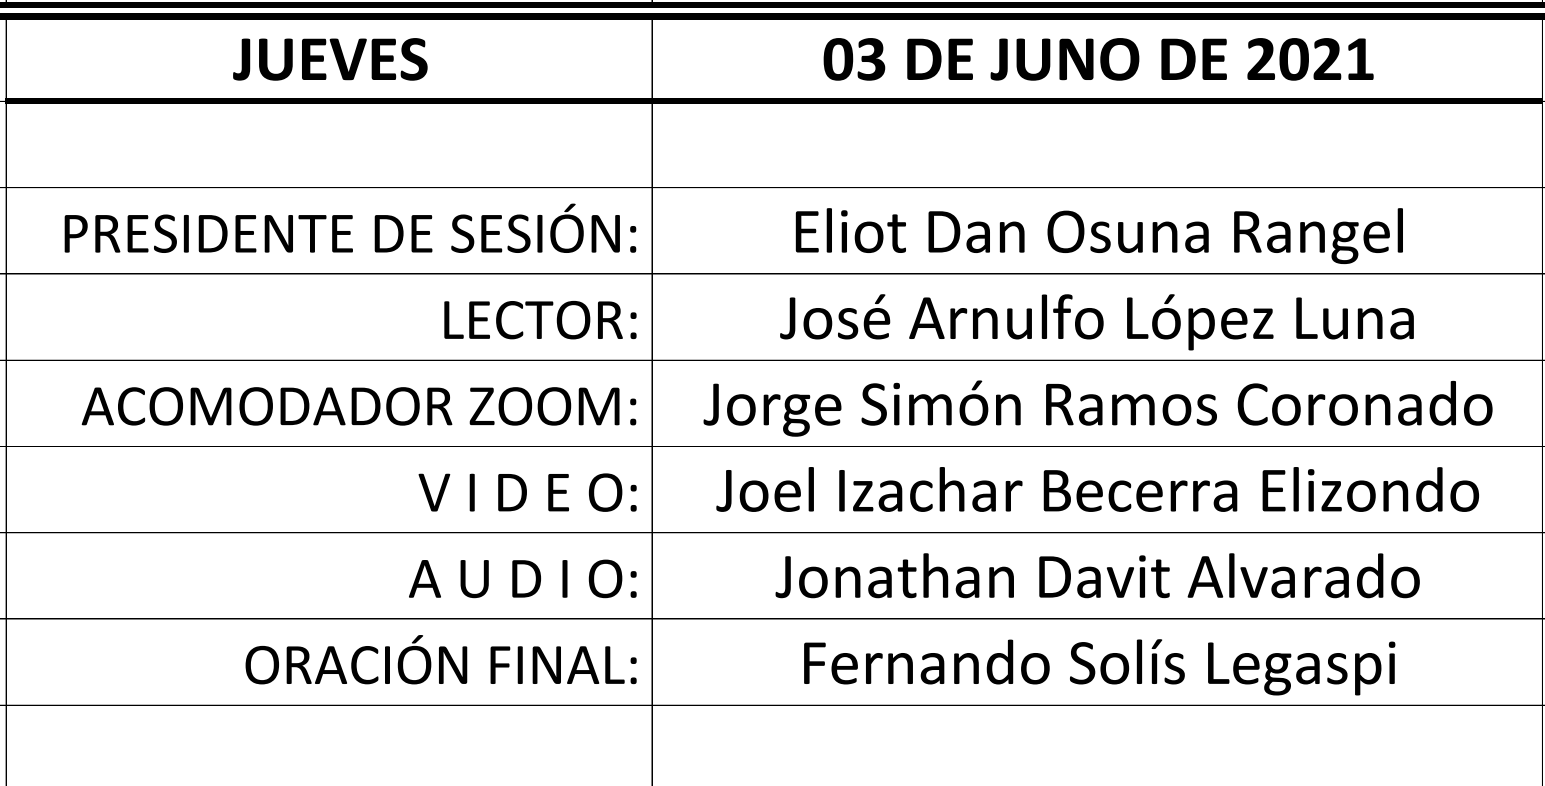 JUEVES 03 DE JUNO DE 2021
PRESIDENTE DE SESIÓN: Eliot Dan Osuna Rangel
LECTOR: José Arnulfo López Luna
ACOMODADOR ZOOM: Jorge Simón Ramos Coronado
V I D E O: Joel Izachar Becerra Elizondo
A U D I O: Jonathan Davit Alvarado
ORACIÓN FINAL: Fernando Solís Legaspi